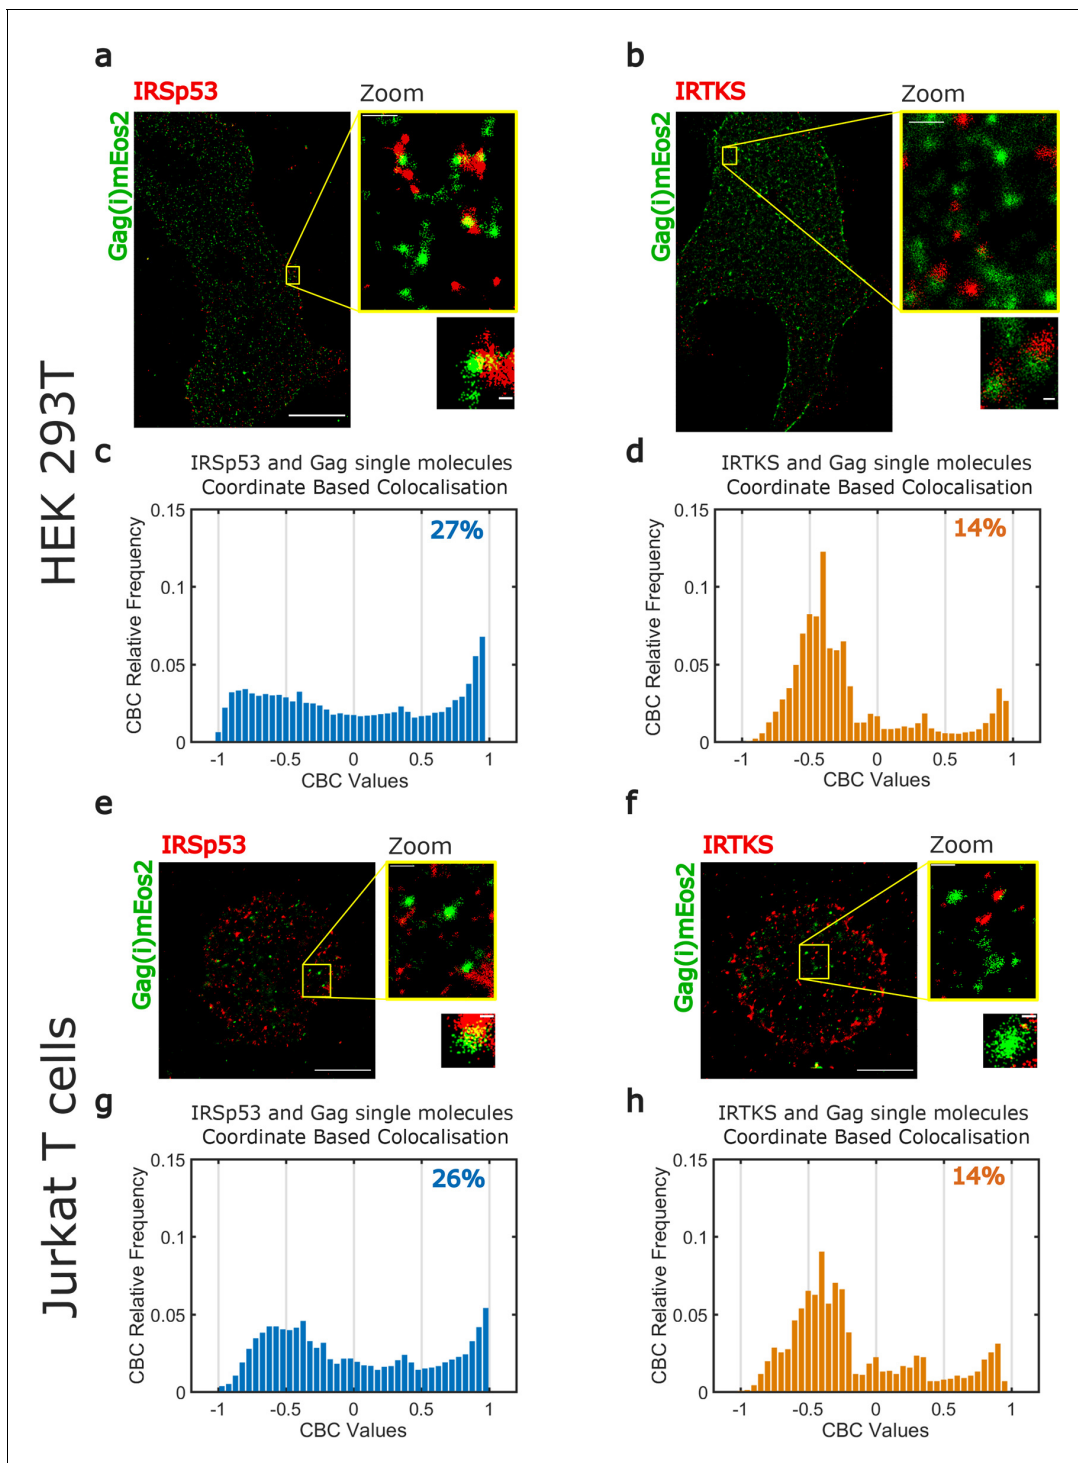 HEK 293T
a
IRSp53
Zoom
Gag(i)mEos2
b
IRTKS
Zoom
Gag(i)mEos2
c
IRSp53 and Gag single molecules
Coordinate Based Colocalisation
CBC Relative Frequency
0.15
0.1
0.05
0
27%
-1 -0.5 0 0.5 1
CBC Values
d
IRTKS and Gag single molecules
Coordinate Based Colocalisation
CBC Relative Frequency
0.15
0.1
0.05
0
14%
-1 -0.5 0 0.5 1
CBC Values
Jurkat T cells
e
IRSp53
Zoom
Gag(i)mEos2
f
IRTKS
Zoom
Gag(i)mEos2
g
IRSp53 and Gag single molecules
Coordinate Based Colocalisation
CBC Relative Frequency
0.15
0.1
0.05
0
26%
-1 -0.5 0 0.5 1
CBC Values
h
IRTKS and Gag single molecules
Coordinate Based Colocalisation
CBC Relative Frequency
0.15
0.1
0.05
0
14%
-1 -0.5 0 0.5 1
CBC Values